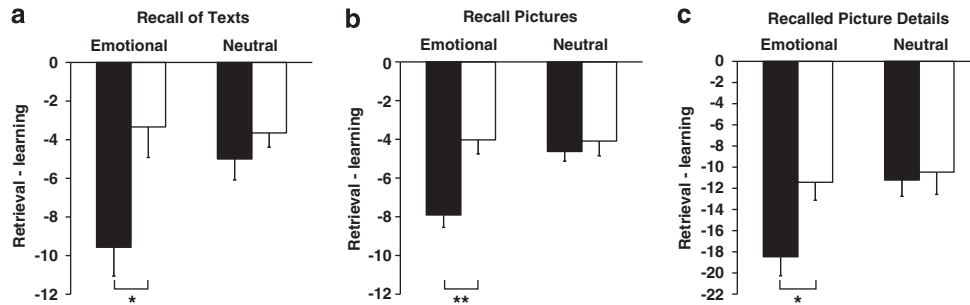 a
Recall of Texts
Emotional Neutral
Retrieval - learning
0
-2
-4
-6
-8
-10
-12
*
b
Recall Pictures
Emotional Neutral
Retrieval - learning
0
-2
-4
-6
-8
-10
-12
**
c
Recalled Picture Details
Emotional Neutral
Retrieval - learning
0
-2
-4
-6
-8
-10
-12
-14
-16
-18
-20
-22
*